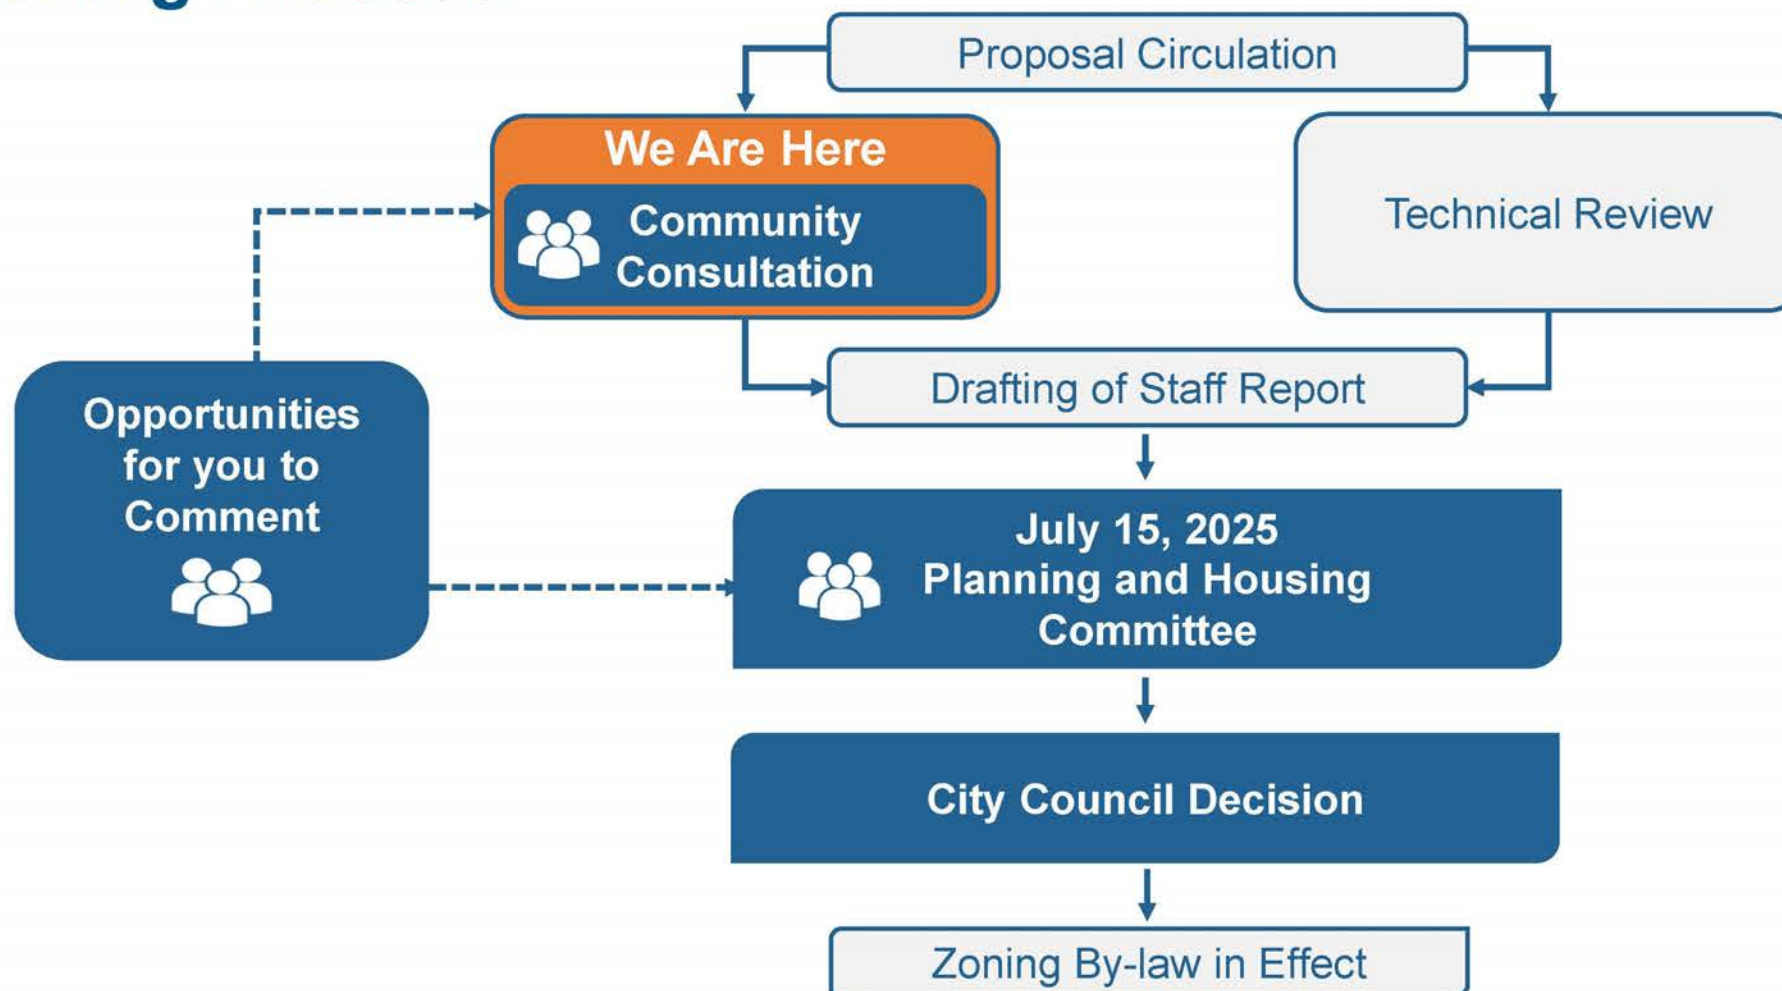 Proposal Circulation
We Are Here
Community
Consultation
Technical Review
Drafting of Staff Report
Opportunities
for you to
Comment
July 15, 2025
Planning and Housing
Committee
City Council Decision
Zoning By-law in Effect